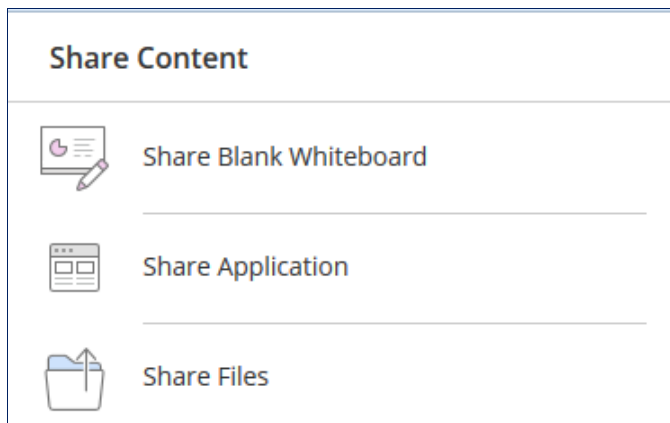 Share Content
Share Blank Whiteboard
Share Application
Share Files